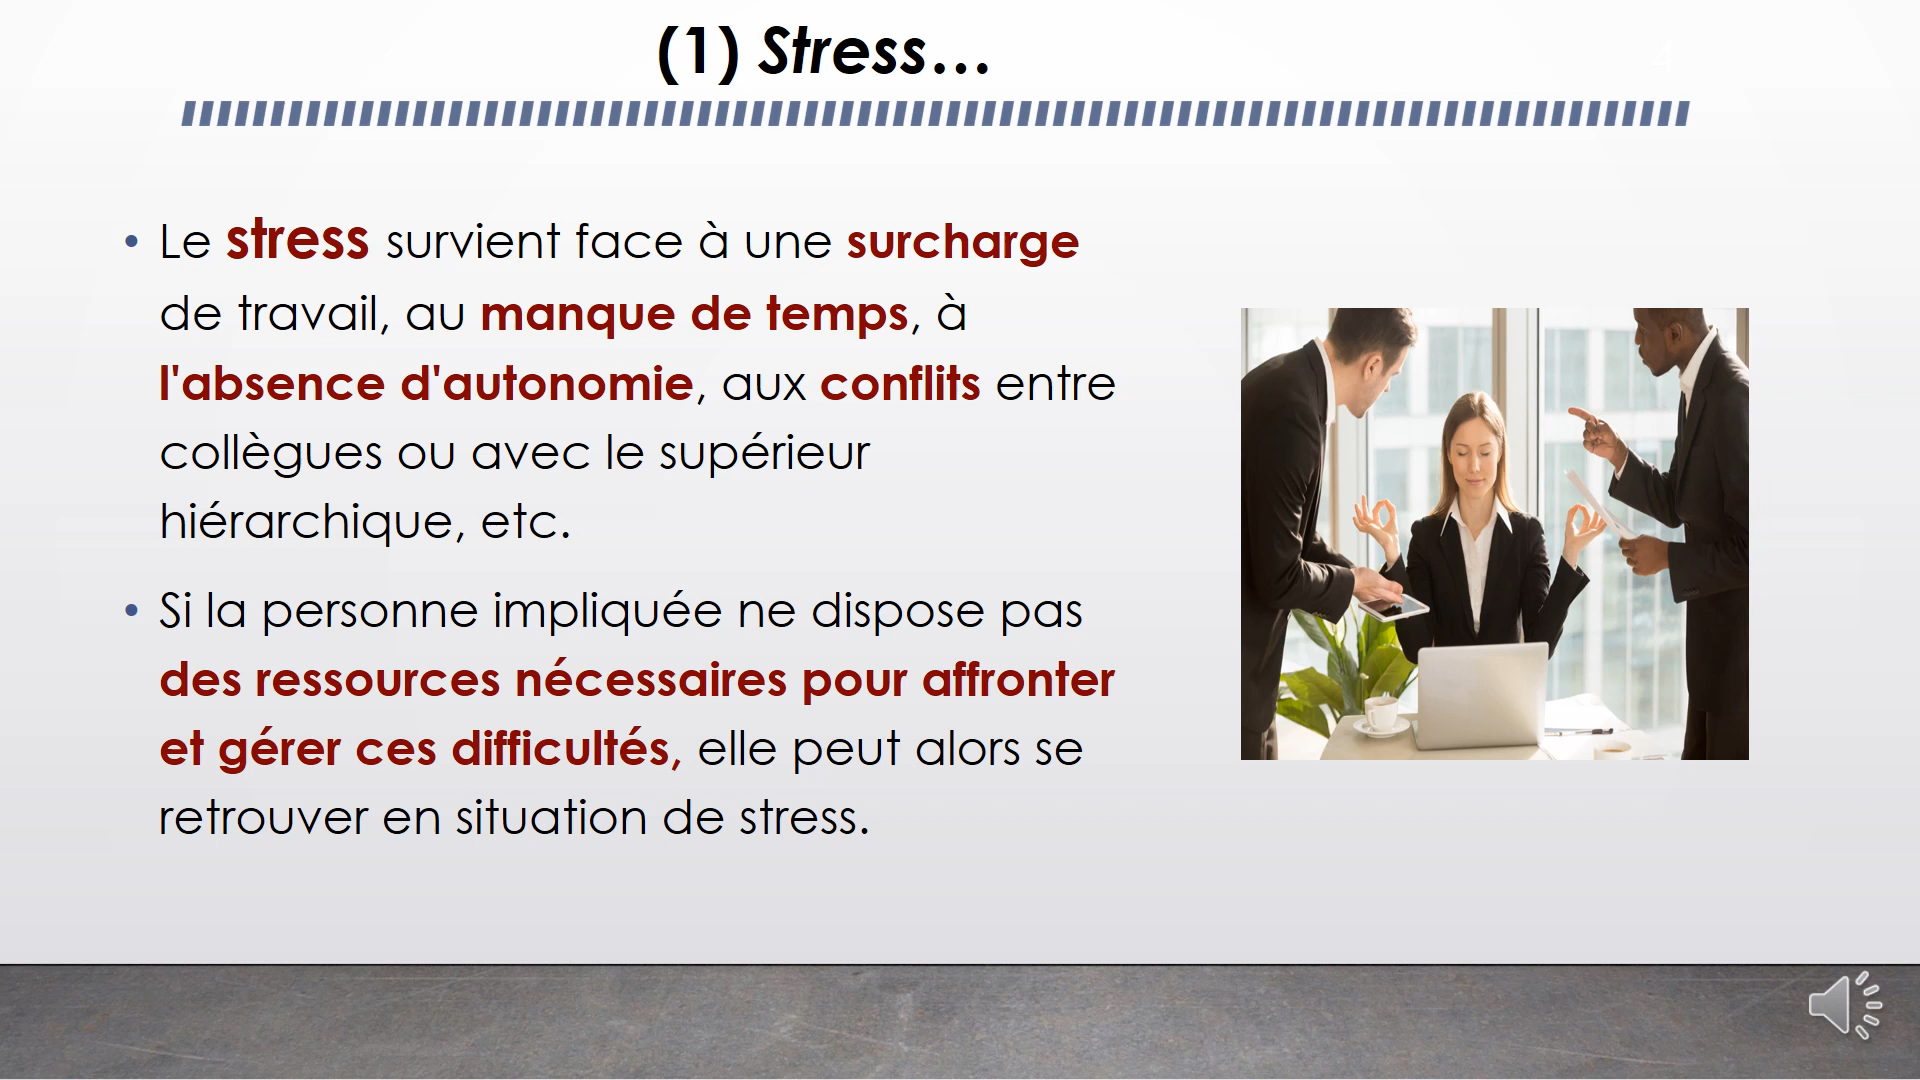 (1) Stress...
• Le stress survient face à une surcharge
de travail, au manque de temps, à
l'absence d'autonomie, aux conflits entre
collègues ou avec le supérieur
hiérarchique, etc.
• Si la personne impliquée ne dispose pas
des ressources nécessaires pour affronter
et gérer ces difficultés, elle peut alors se
retrouver en situation de stress.